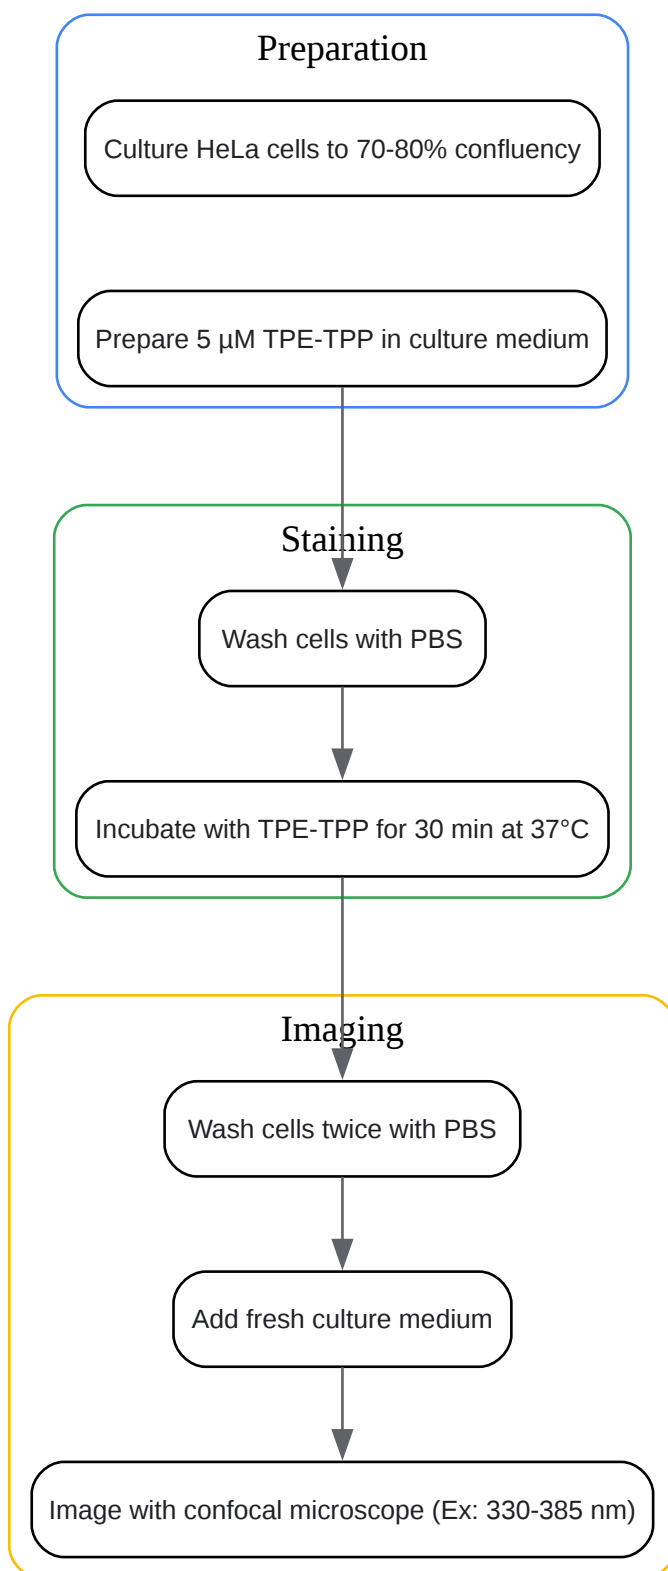 Preparation
Culture HeLa cells to 70-80% confluency
Prepare 5 µM TPE-TPP in culture medium
Staining
Wash cells with PBS
Incubate with TPE-TPP for 30 min at 37°C
Imaging
Wash cells twice with PBS
Add fresh culture medium
Image with confocal microscope (Ex: 330-385 nm)